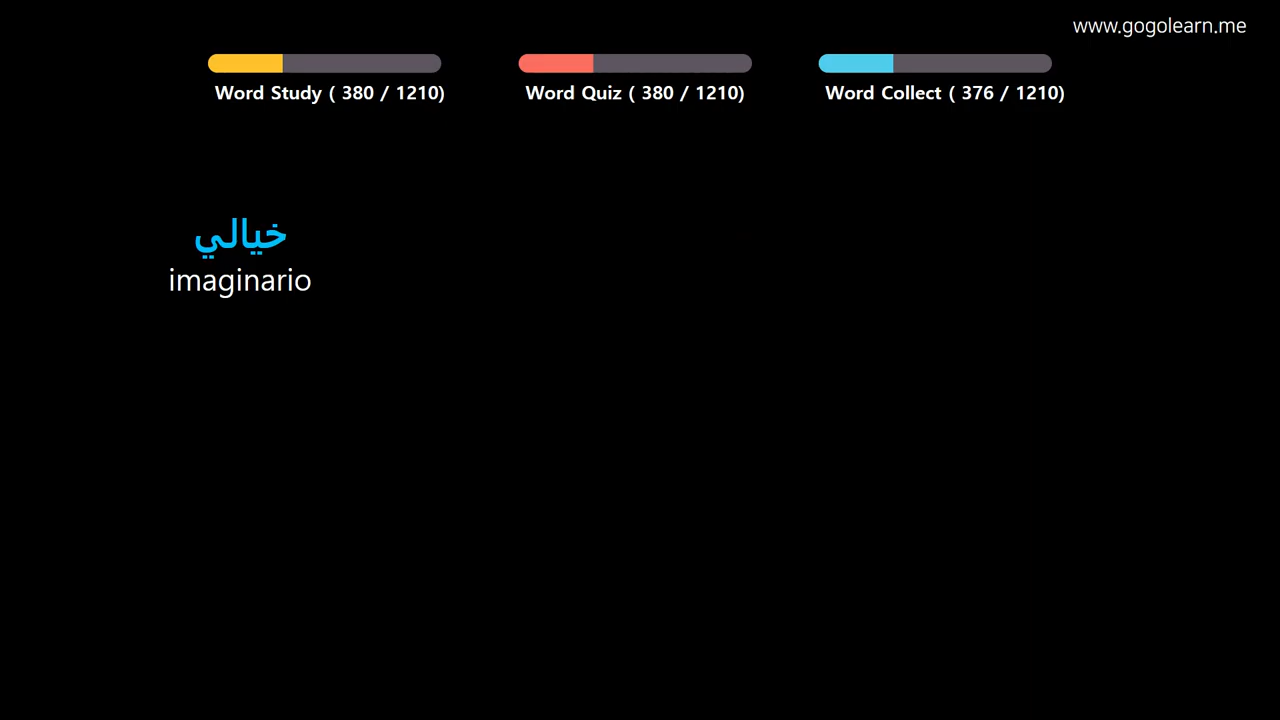 www.gogolearn.me
Word Study ( 380 / 1210)
Word Quiz ( 380 / 1210)
Word Collect ( 376 / 1210)
خيالي
imaginario